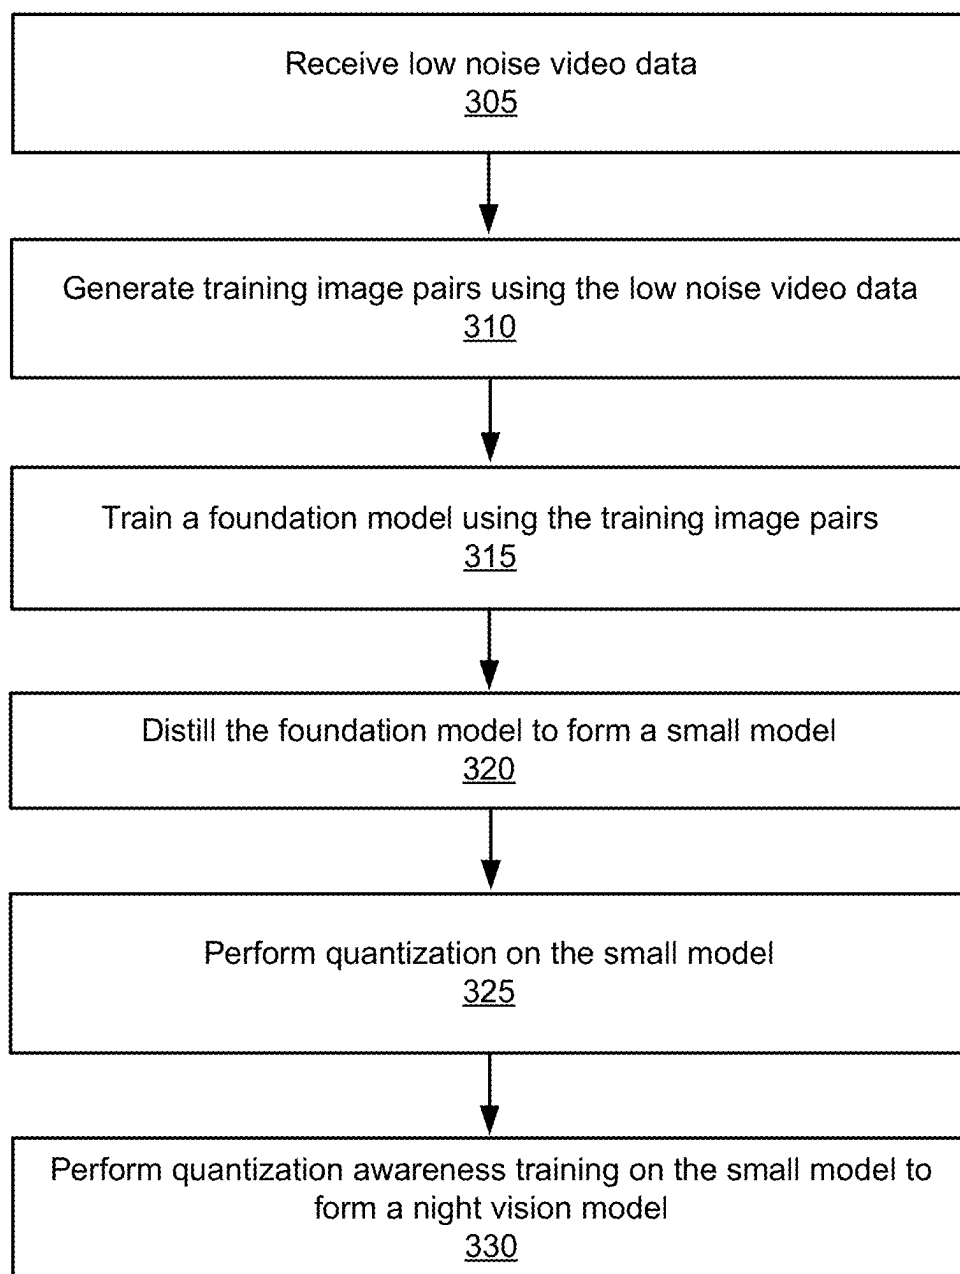 Receive low noise video data
305
Generate training image pairs using the low noise video data
310
Train a foundation model using the training image pairs
315
Distill the foundation model to form a small model
320
Perform quantization on the small model
325
Perform quantization awareness training on the small model to
form a night vision model
330